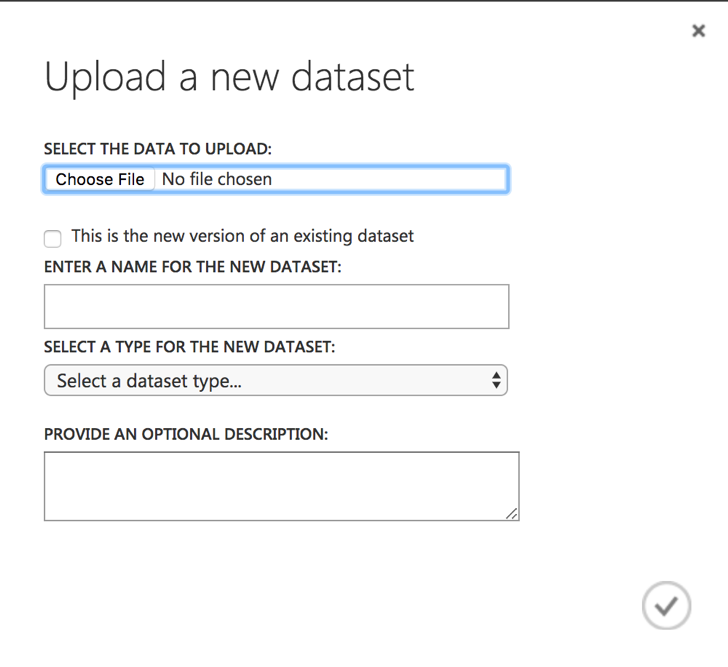 Upload a new dataset
SELECT THE DATA TO UPLOAD:
Choose File No file chosen
This is the new version of an existing dataset
ENTER A NAME FOR THE NEW DATASET:
SELECT A TYPE FOR THE NEW DATASET:
Select a dataset type...
PROVIDE AN OPTIONAL DESCRIPTION: